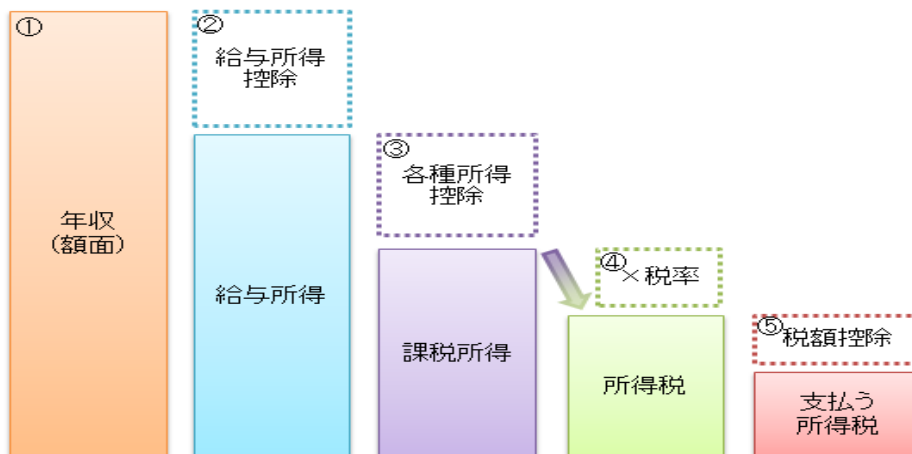 ①
年収
(額面)
②
給与所得
控除
給与所得
③
各種所得
控除
課税所得
④
×税率
所得税
⑤
税額控除
支払う
所得税